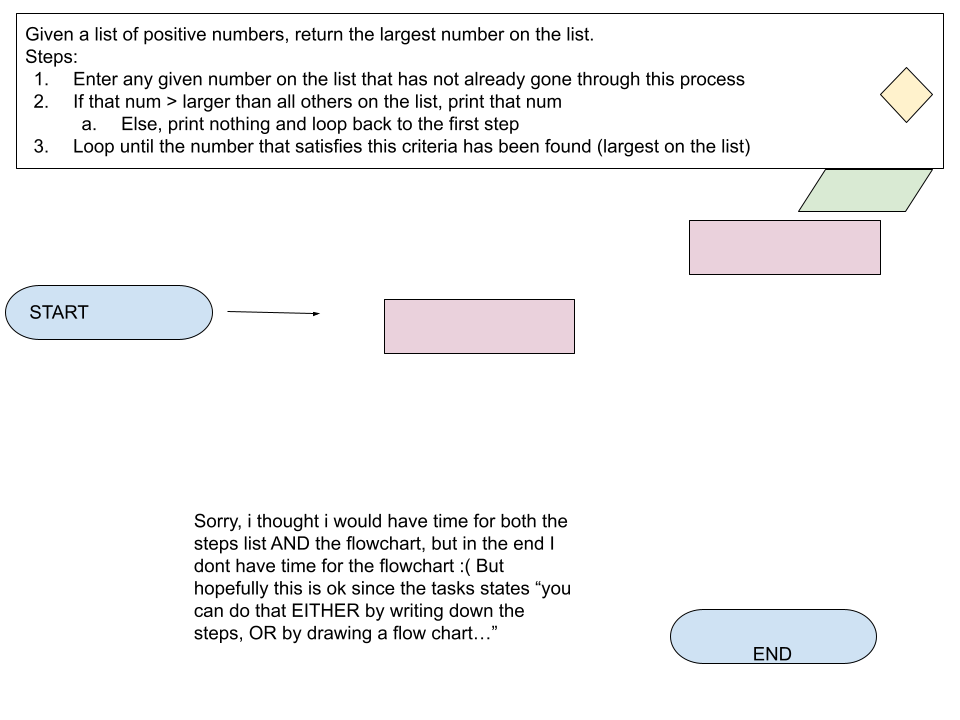 Given a list of positive numbers, return the largest number on the list.
Steps:
1. Enter any given number on the list that has not already gone through this process
2. If that num > larger than all others on the list, print that num
a. Else, print nothing and loop back to the first step
3. Loop until the number that satisfies this criteria has been found (largest on the list)
START
Sorry, i thought i would have time for both the
steps list AND the flowchart, but in the end I
dont have time for the flowchart :( But
hopefully this is ok since the tasks states “you
can do that EITHER by writing down the
steps, OR by drawing a flow chart…”
END